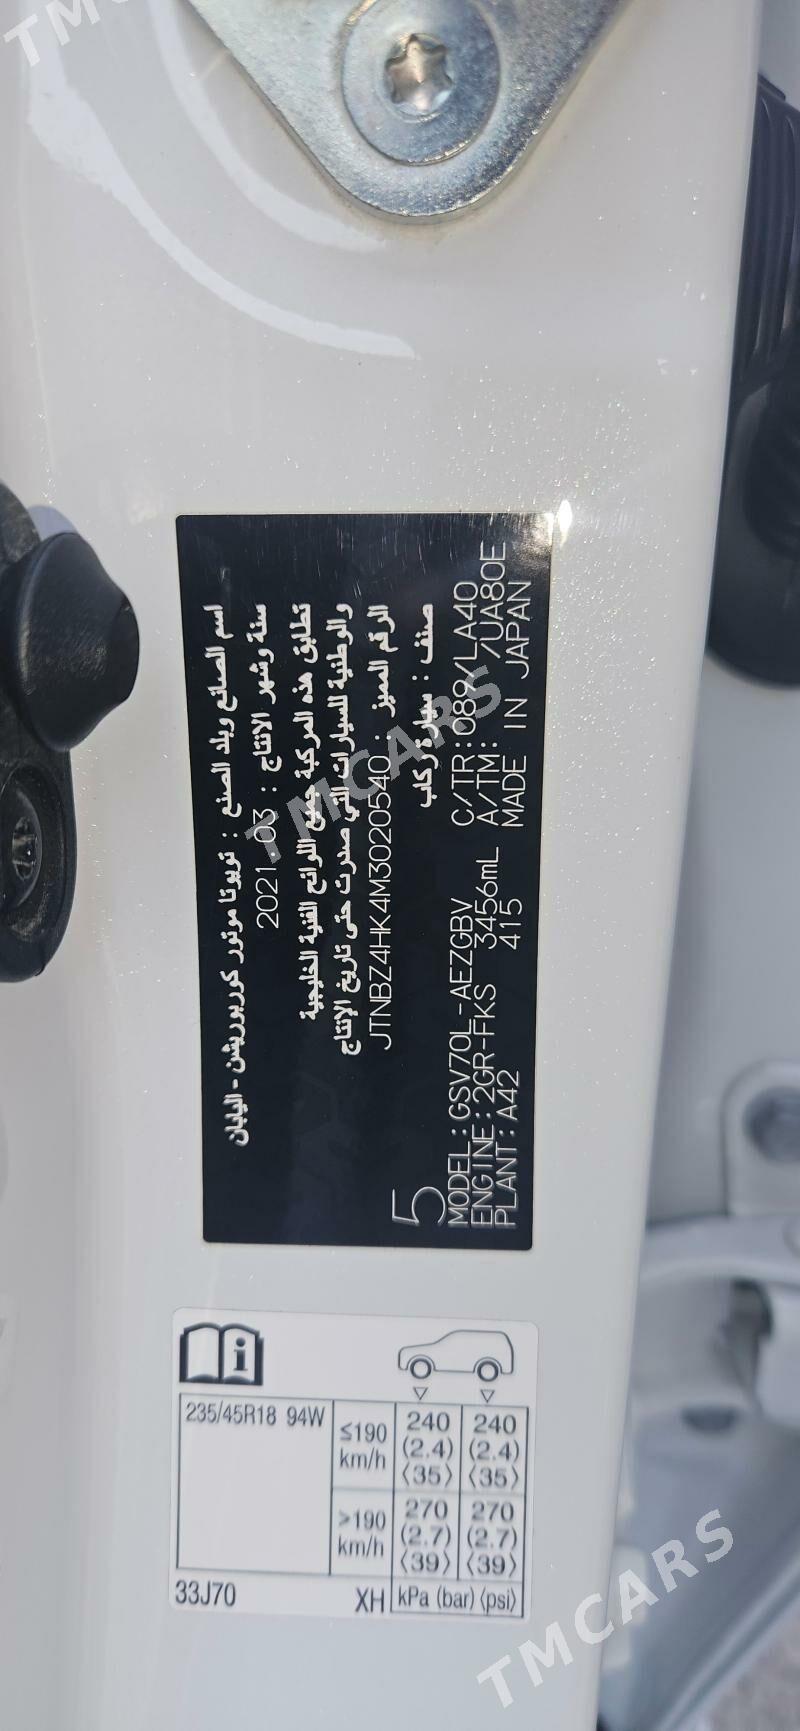 اسم الصانع وبلد الصنع : تويوتا موتور كوربوريشن - اليابان
سنة وشهر الانتاج : 2021.03
تطابق هذه المركبة جميع اللوائح الفنية الخليجية
والوطنية للسيارات التي صدرت حتى تاريخ الإنتاج
الرقم المميز : JTNBZ4HK4M3020540
صنف : سيارة ركاب
5
MODEL:GSV70L-AEZGBV C/TR:089/LA40
ENGINE:2GR-FKS 3456mL A/TM: /UA80E
PLANT:A42 415 MADE IN JAPAN
i
235/45R18 94W
≤190 km/h 240 (2.4) ⟨35⟩ 240 (2.4) ⟨35⟩
>190 km/h 270 (2.7) ⟨39⟩ 270 (2.7) ⟨39⟩
33J70 XH kPa (bar) ⟨psi⟩
TMCARS
TMCARS
TMCARS